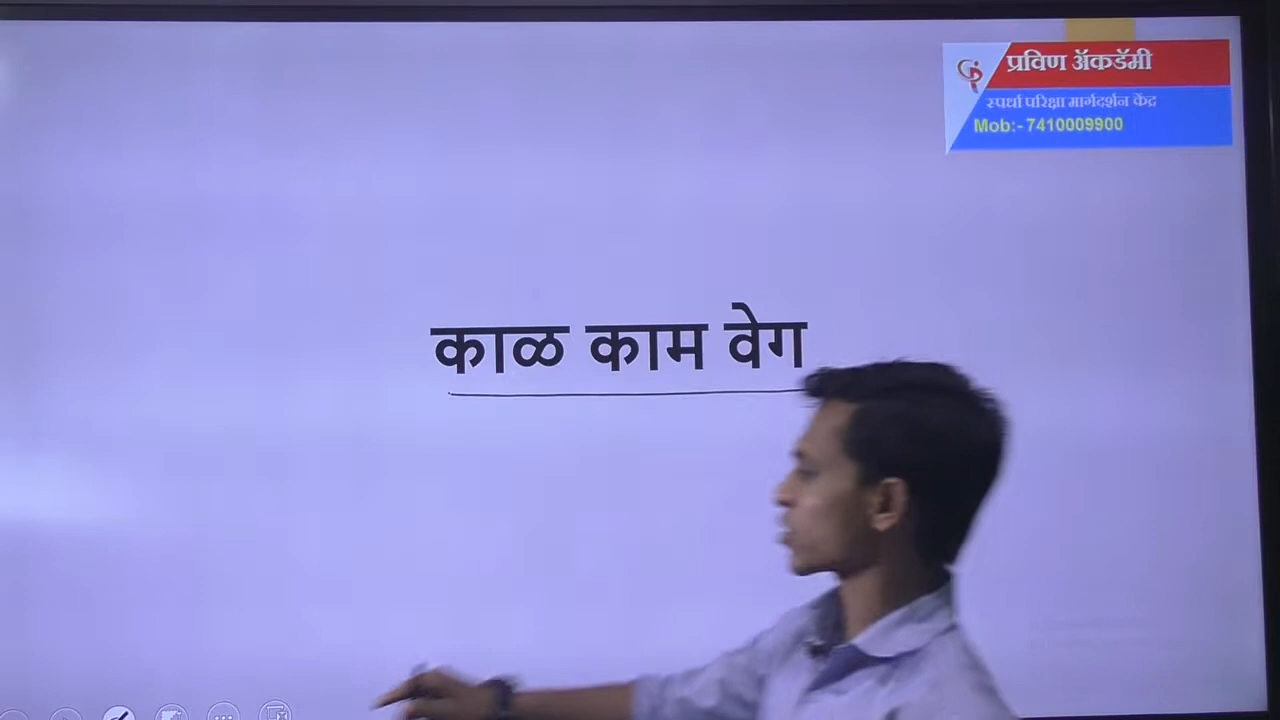 प्रविण ॲकडॅमी
स्पर्धा परिक्षा मार्गदर्शन केंद्र
Mob:- 7410009900
काळ काम वेग